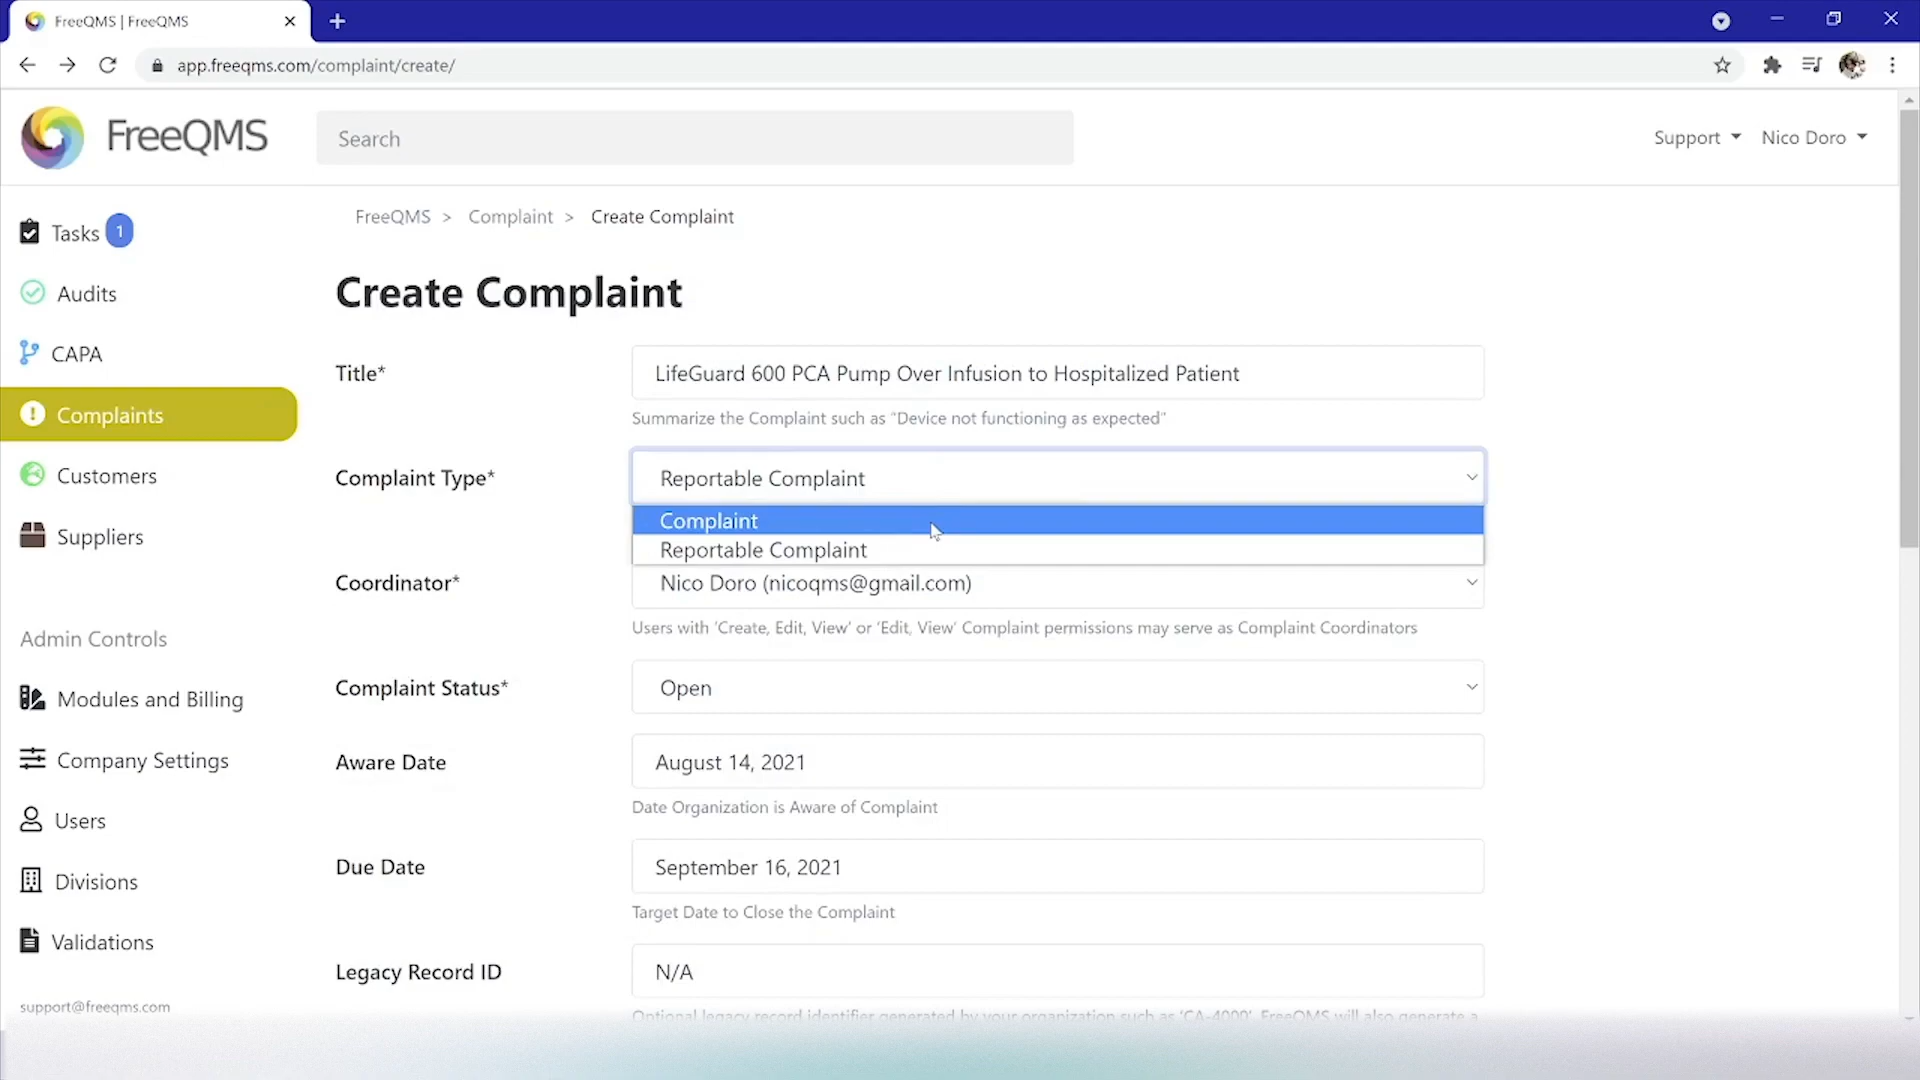 FreeQMS | FreeQMS
app.freeqms.com/complaint/create/
FreeQMS
Search
Support
Nico Doro
Tasks 1
Audits
CAPA
Complaints
Customers
Suppliers
Admin Controls
Modules and Billing
Company Settings
Users
Divisions
Validations
support@freeqms.com
FreeQMS > Complaint > Create Complaint
Create Complaint
Title*
LifeGuard 600 PCA Pump Over Infusion to Hospitalized Patient
Summarize the Complaint such as "Device not functioning as expected"
Complaint Type*
Reportable Complaint
Complaint
Reportable Complaint
Coordinator*
Nico Doro (nicoqms@gmail.com)
Users with 'Create, Edit, View' or 'Edit, View' Complaint permissions may serve as Complaint Coordinators
Complaint Status*
Open
Aware Date
August 14, 2021
Date Organization is Aware of Complaint
Due Date
September 16, 2021
Target Date to Close the Complaint
Legacy Record ID
N/A
Optional legacy record identifier generated by your organization such as 'CA-4000'. FreeQMS will also generate a